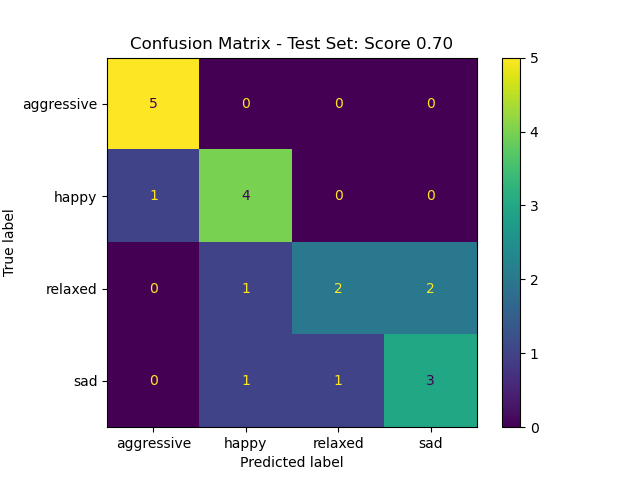 Confusion Matrix - Test Set: Score 0.70
aggressive 5 0 0 0
happy 1 4 0 0
relaxed 0 1 2 2
sad 0 1 1 3
aggressive happy relaxed sad
Predicted label
True label
5
4
3
2
1
0